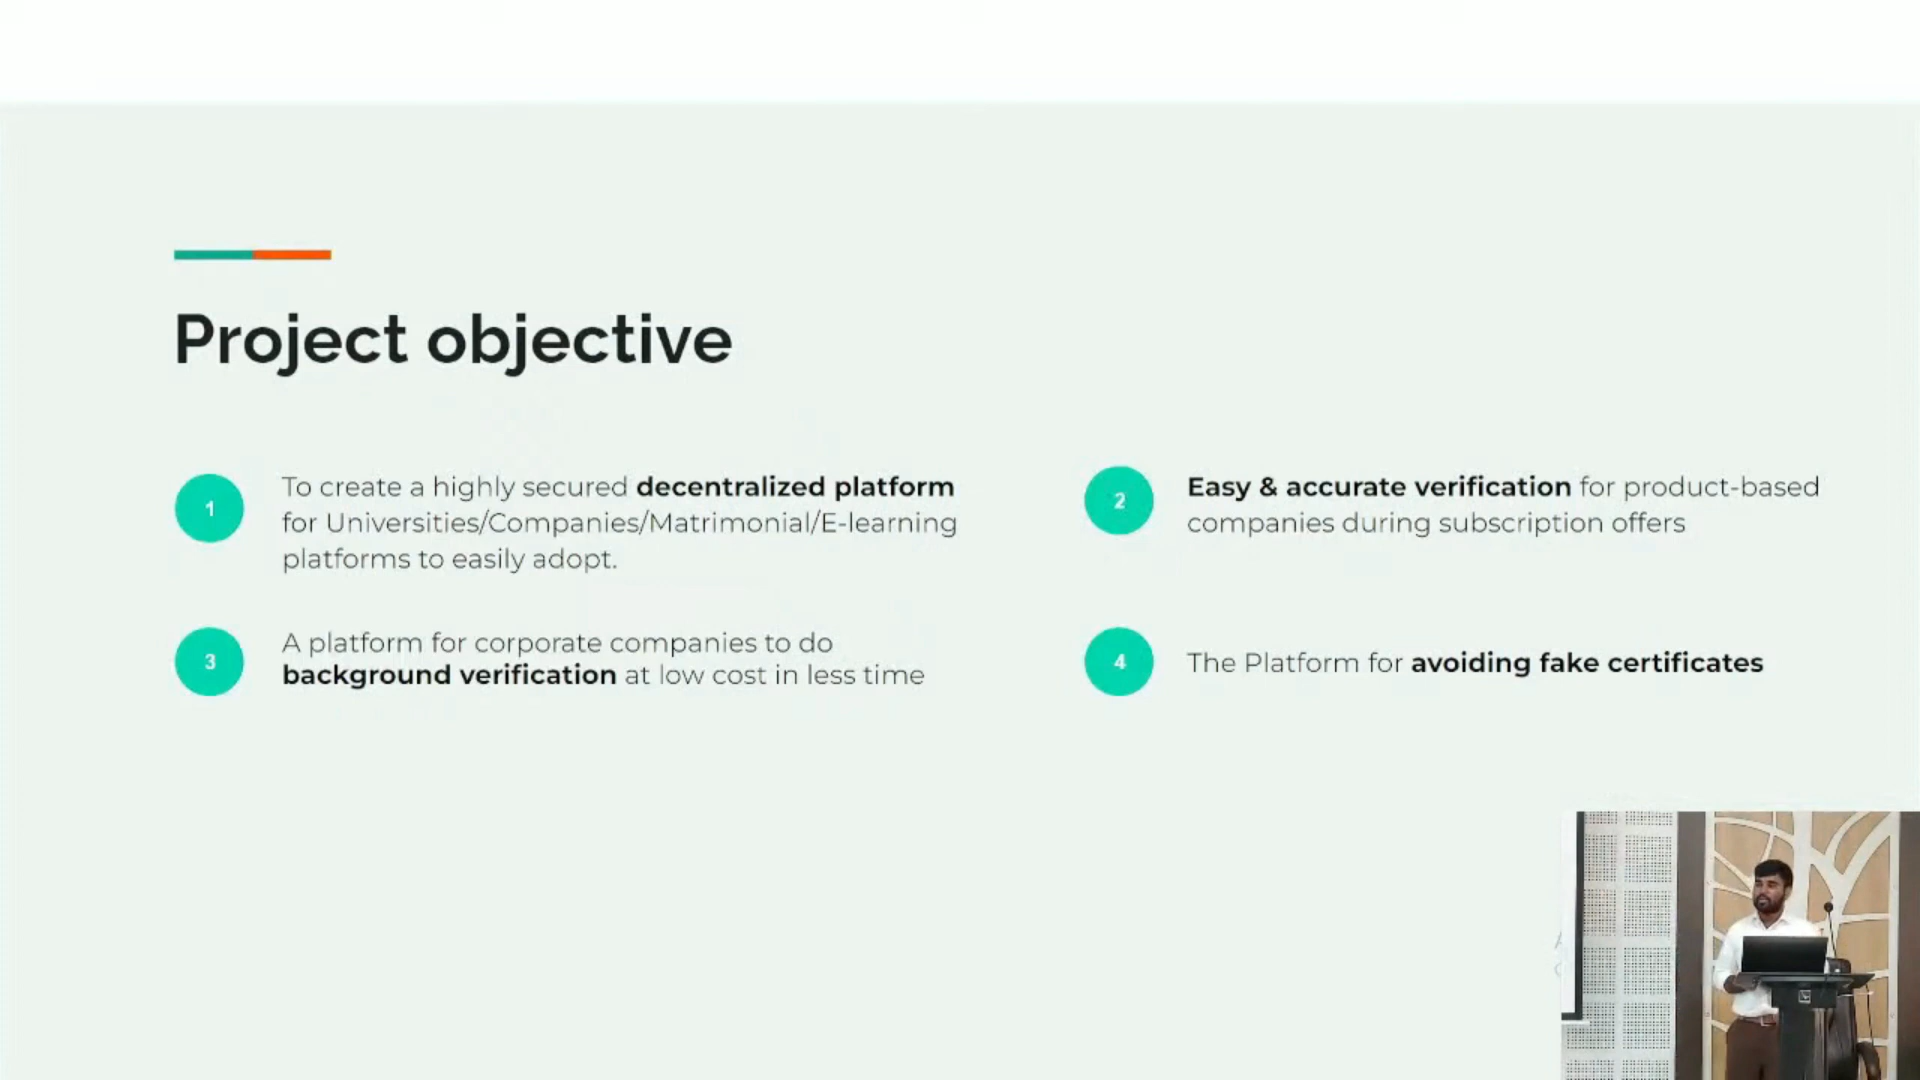 Project objective
1
To create a highly secured decentralized platform
for Universities/Companies/Matrimonial/E-learning
platforms to easily adopt.
2
Easy & accurate verification for product-based
companies during subscription offers
3
A platform for corporate companies to do
background verification at low cost in less time
4
The Platform for avoiding fake certificates